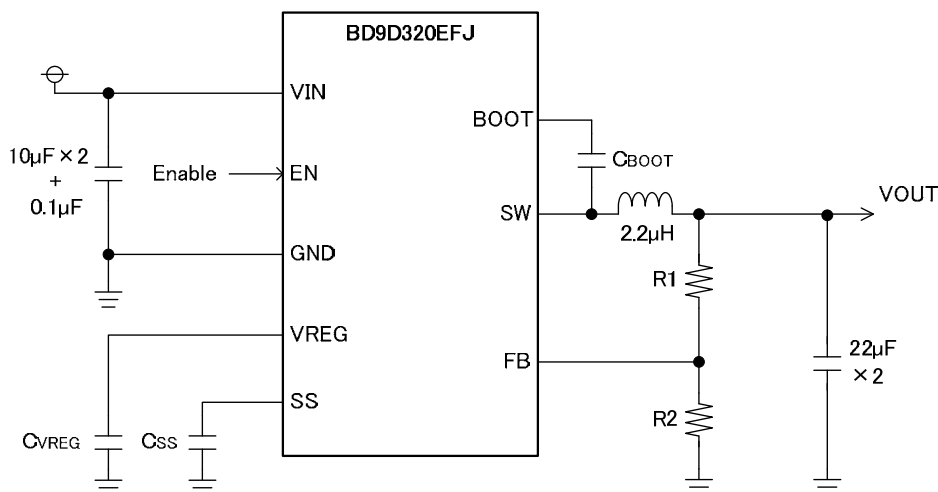 BD9D320EFJ
VIN
BOOT
10μF × 2
+
0.1μF
CBOOT
Enable
EN
SW
2.2μH
VOUT
GND
R1
VREG
FB
22μF
× 2
SS
R2
CVREG
CSS